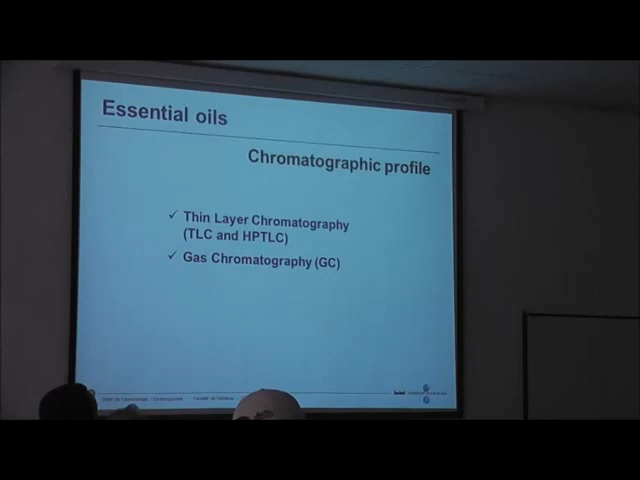 Essential oils
Chromatographic profile
✓ Thin Layer Chromatography
(TLC and HPTLC)
✓ Gas Chromatography (GC)